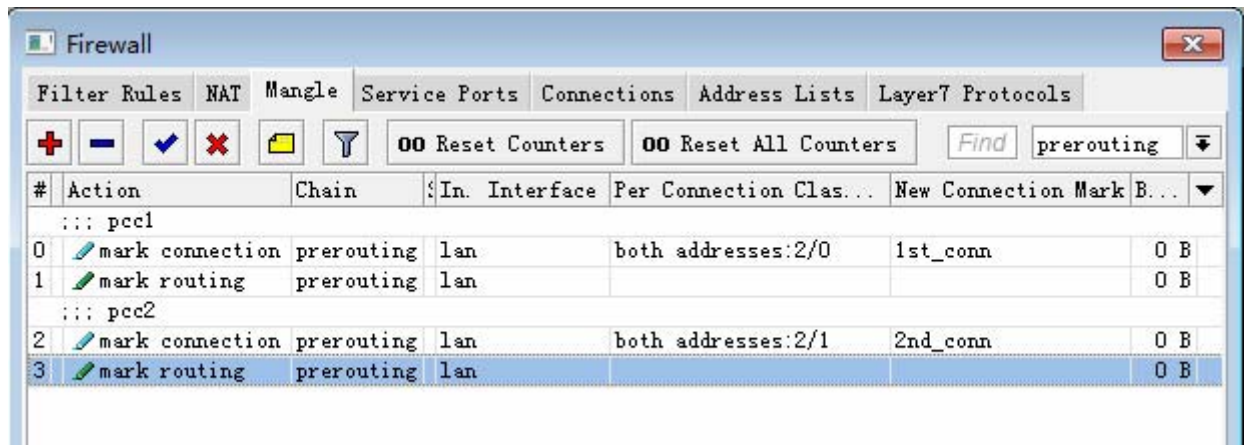 Firewall
Filter Rules NAT Mangle Service Ports Connections Address Lists Layer7 Protocols
00 Reset Counters 00 Reset All Counters Find prerouting
# Action Chain In. Interface Per Connection Clas... New Connection Mark B...
;;; pcc1
0 mark connection prerouting lan both addresses:2/0 1st_conn 0 B
1 mark routing prerouting lan 0 B
;;; pcc2
2 mark connection prerouting lan both addresses:2/1 2nd_conn 0 B
3 mark routing prerouting lan 0 B